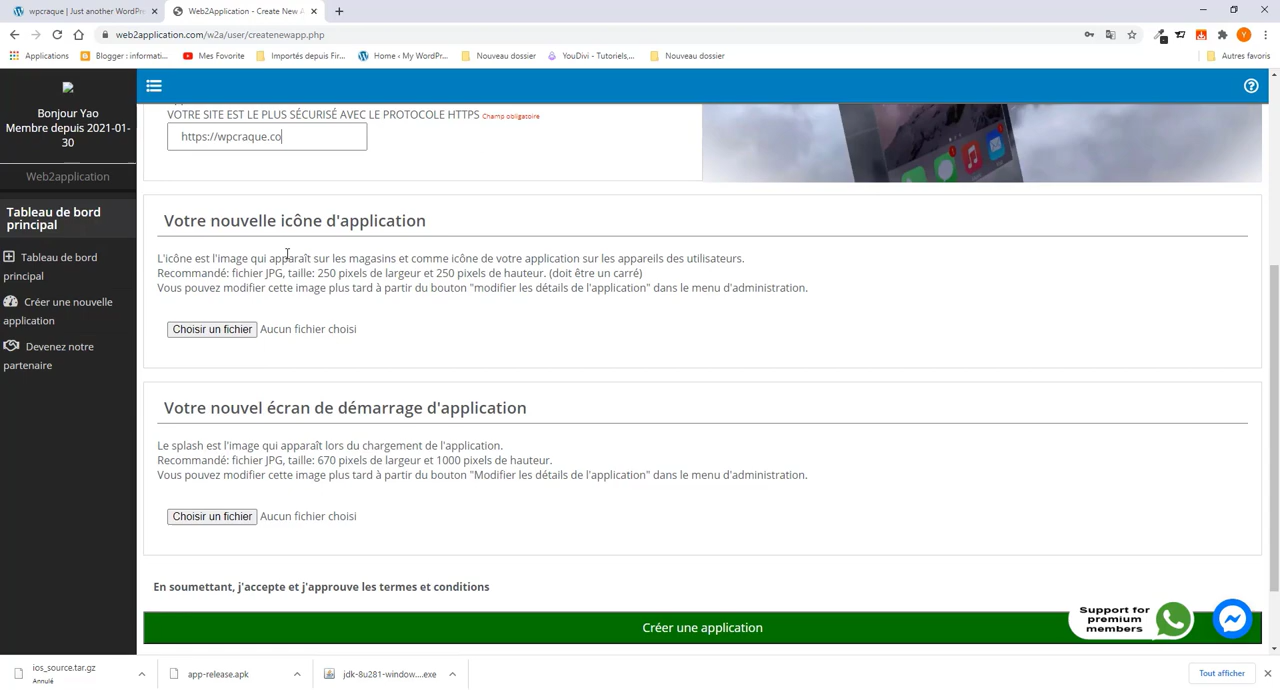 wpcraque | Just another WordPr
Web2Application - Create New A
web2application.com/w2a/user/createnewapp.php
Applications
Blogger : informati...
Mes Favorite
Importés depuis Fir...
Home ‹ My WordPr...
Nouveau dossier
YouDivi - Tutoriels,...
Nouveau dossier
Autres favoris
Bonjour Yao
Membre depuis 2021-01-
30
Web2application
Tableau de bord
principal
Tableau de bord
principal
Créer une nouvelle
application
Devenez notre
partenaire
VOTRE SITE EST LE PLUS SÉCURISÉ AVEC LE PROTOCOLE HTTPS Champ obligatoire
https://wpcraque.co
Votre nouvelle icône d'application
L'icône est l'image qui apparaît sur les magasins et comme icône de votre application sur les appareils des utilisateurs.
Recommandé: fichier JPG, taille: 250 pixels de largeur et 250 pixels de hauteur. (doit être un carré)
Vous pouvez modifier cette image plus tard à partir du bouton "modifier les détails de l'application" dans le menu d'administration.
Choisir un fichier Aucun fichier choisi
Votre nouvel écran de démarrage d'application
Le splash est l'image qui apparaît lors du chargement de l'application.
Recommandé: fichier JPG, taille: 670 pixels de largeur et 1000 pixels de hauteur.
Vous pouvez modifier cette image plus tard à partir du bouton "Modifier les détails de l'application" dans le menu d'administration.
Choisir un fichier Aucun fichier choisi
En soumettant, j'accepte et j'approuve les termes et conditions
Créer une application
Support for
premium
members
ios_source.tar.gz
Annulé
app-release.apk
jdk-8u281-window....exe
Tout afficher